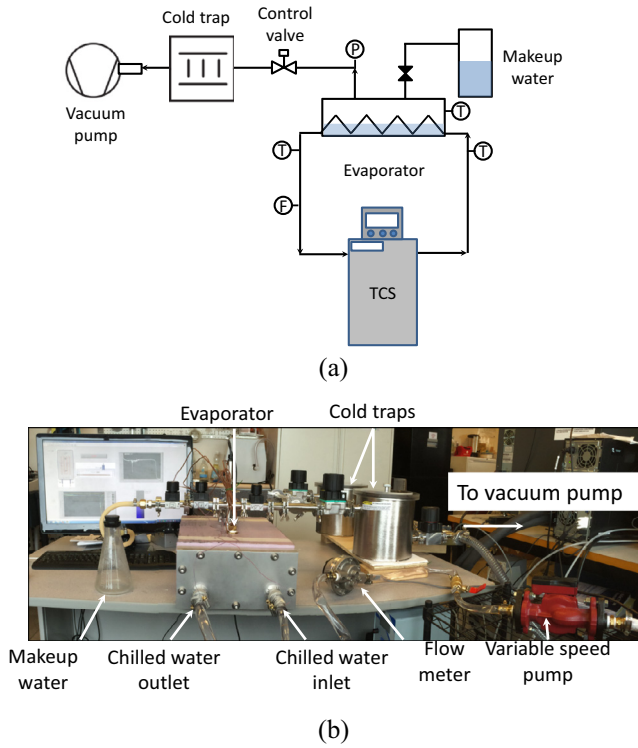 Cold trap
Control
valve
P
Makeup
water
Vacuum
pump
T
T
T
Evaporator
F
TCS
(a)
Evaporator
Cold traps
To vacuum pump
Makeup
water
Chilled water
outlet
Chilled water
inlet
Flow
meter
Variable speed
pump
(b)